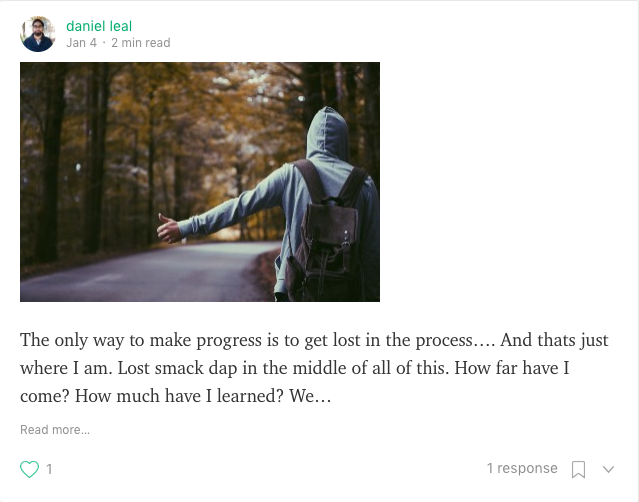 daniel leal
Jan 4 · 2 min read
The only way to make progress is to get lost in the process…. And thats just
where I am. Lost smack dap in the middle of all of this. How far have I
come? How much have I learned? We…
Read more…
1
1 response